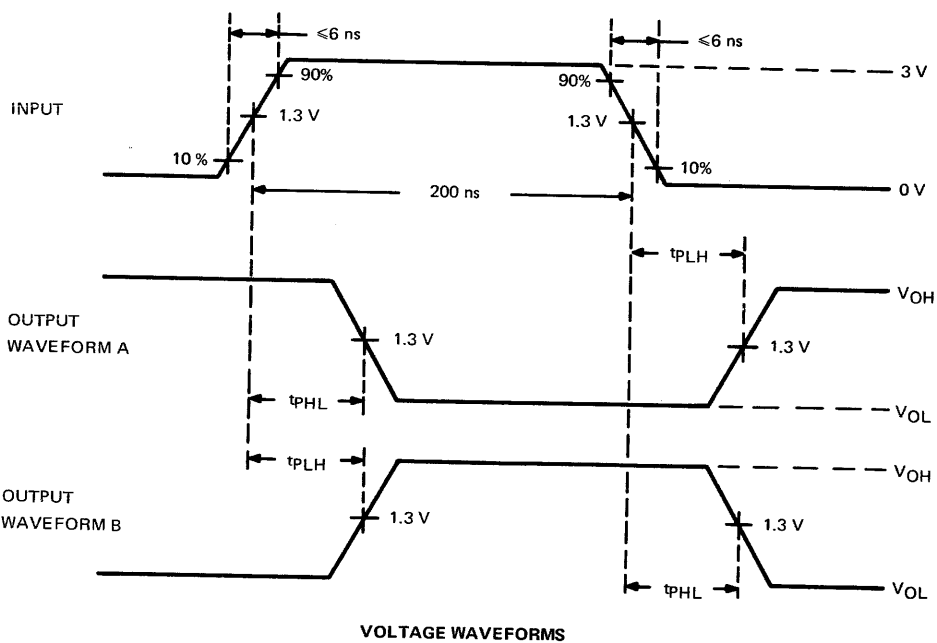 ≤6 ns
≤6 ns
90%
90%
3 V
INPUT
1.3 V
1.3 V
10 %
10%
200 ns
0 V
tPLH
VOH
OUTPUT
WAVEFORM A
1.3 V
1.3 V
tPHL
VOL
tPLH
VOH
OUTPUT
WAVEFORM B
1.3 V
1.3 V
tPHL
VOL
VOLTAGE WAVEFORMS